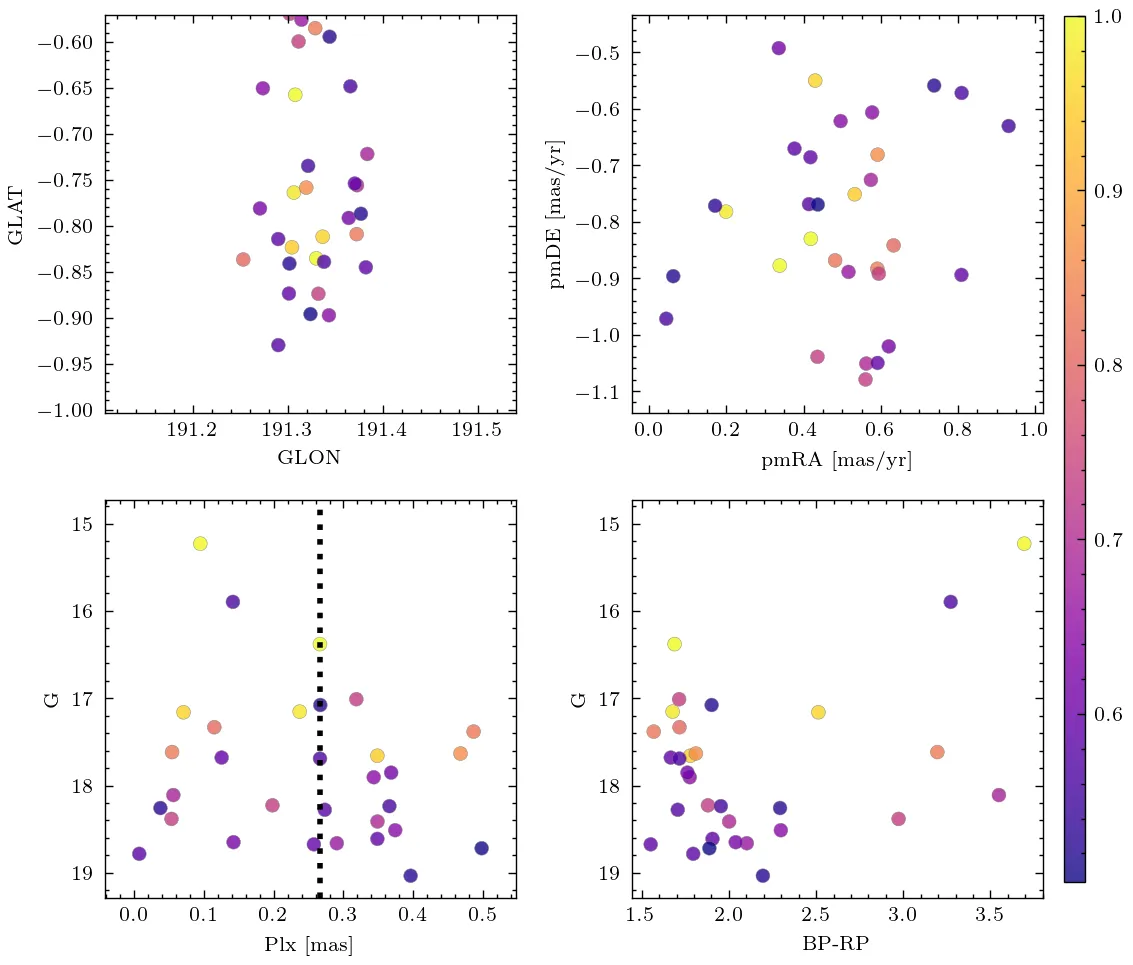 −0.60
−0.65
−0.70
−0.75
−0.80
−0.85
−0.90
−0.95
−1.00
GLAT
191.2 191.3 191.4 191.5
GLON
−0.5
−0.6
−0.7
−0.8
−0.9
−1.0
−1.1
pmDE [mas/yr]
0.0 0.2 0.4 0.6 0.8 1.0
pmRA [mas/yr]
15
16
17
18
19
G
0.0 0.1 0.2 0.3 0.4 0.5
Plx [mas]
15
16
17
18
19
G
1.5 2.0 2.5 3.0 3.5
BP-RP
1.0
0.9
0.8
0.7
0.6